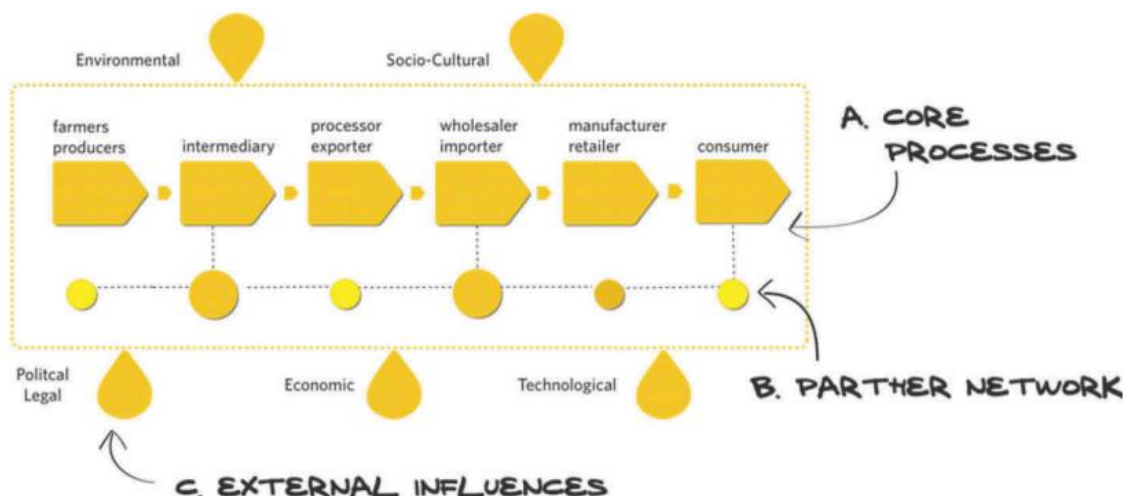 Environmental
Socio-Cultural
farmers
producers
intermediary
processor
exporter
wholesaler
importer
manufacturer
retailer
consumer
A. CORE
PROCESSES
Politcal
Legal
Economic
Technological
B. PARTHER NETWORK
C. EXTERNAL INFLUENCES